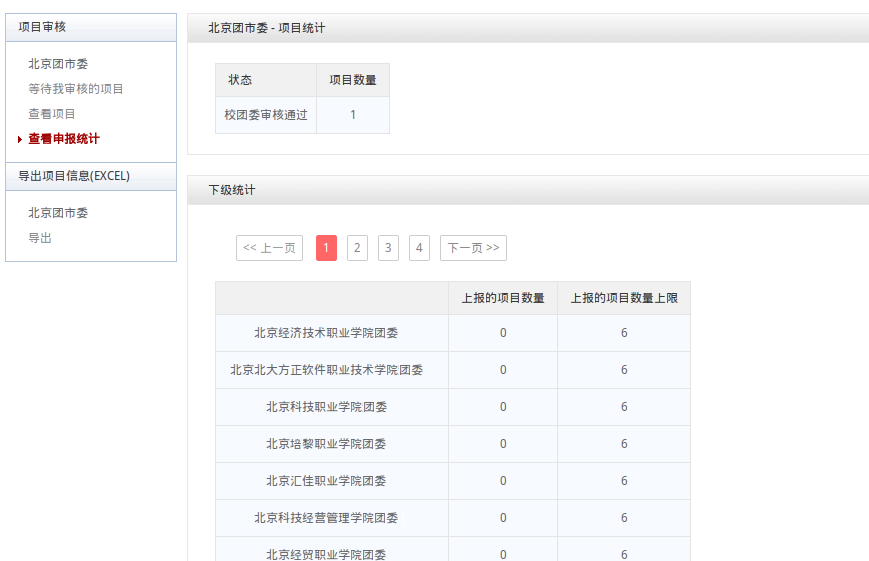 项目审核
北京团市委
等待我审核的项目
查看项目
查看申报统计
导出项目信息(EXCEL)
北京团市委
导出
北京团市委 - 项目统计
状态 项目数量
校团委审核通过 1
下级统计
<< 上一页 1 2 3 4 下一页 >>
上报的项目数量 上报的项目数量上限
北京经济技术职业学院团委 0 6
北京北大方正软件职业技术学院团委 0 6
北京科技职业学院团委 0 6
北京培黎职业学院团委 0 6
北京汇佳职业学院团委 0 6
北京科技经营管理学院团委 0 6
北京经贸职业学院团委 0 6